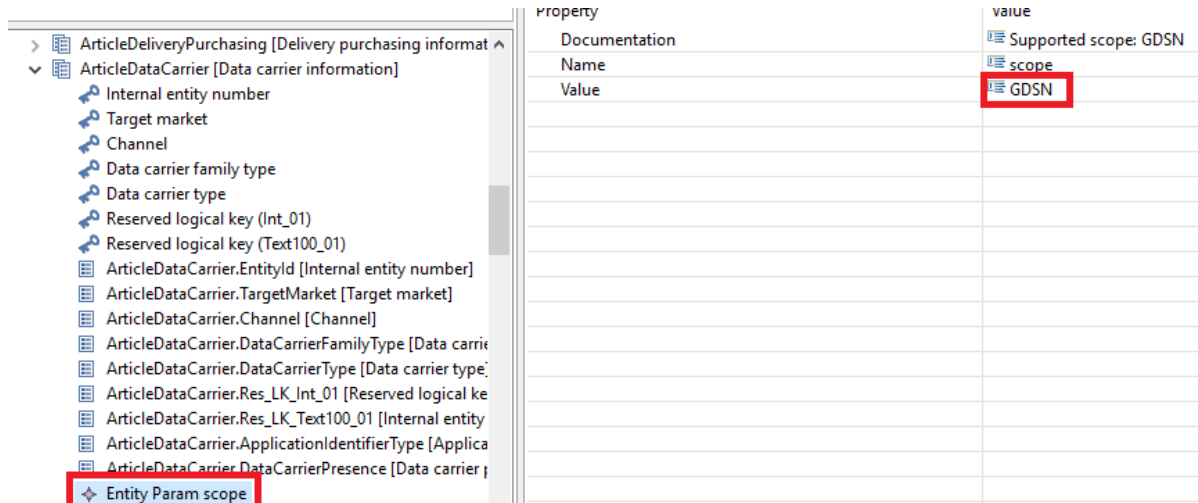 Property Value
ArticleDeliveryPurchasing [Delivery purchasing informat
ArticleDataCarrier [Data carrier information]
Internal entity number
Target market
Channel
Data carrier family type
Data carrier type
Reserved logical key (Int_01)
Reserved logical key (Text100_01)
ArticleDataCarrier.EntityId [Internal entity number]
ArticleDataCarrier.TargetMarket [Target market]
ArticleDataCarrier.Channel [Channel]
ArticleDataCarrier.DataCarrierFamilyType [Data carrie
ArticleDataCarrier.DataCarrierType [Data carrier type]
ArticleDataCarrier.Res_LK_Int_01 [Reserved logical ke
ArticleDataCarrier.Res_LK_Text100_01 [Internal entity
ArticleDataCarrier.ApplicationIdentifierType [Applica
ArticleDataCarrier.DataCarrierPresence [Data carrier p
Entity Param scope
Documentation Supported scope: GDSN
Name scope
Value GDSN